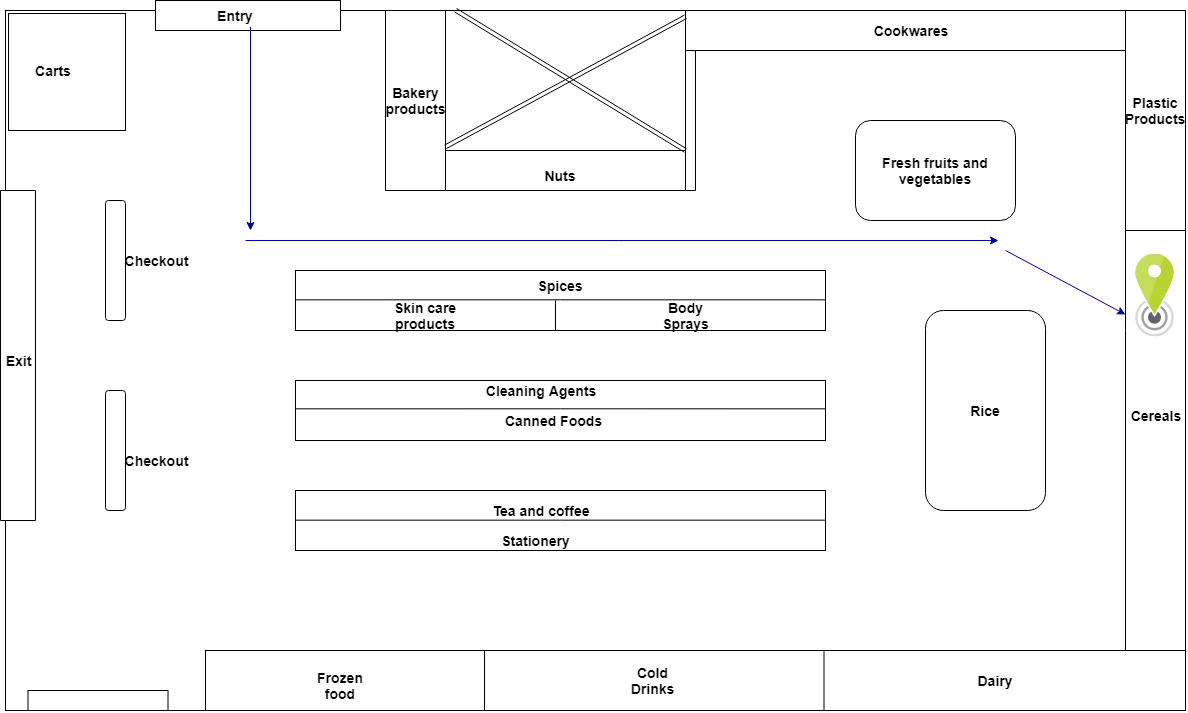 Entry
Carts
Cookwares
Bakery
products
Plastic
Products
Nuts
Fresh fruits and
vegetables
Checkout
Spices
Skin care
products
Body
Sprays
Exit
Cleaning Agents
Canned Foods
Rice
Cereals
Checkout
Tea and coffee
Stationery
Frozen
food
Cold
Drinks
Dairy